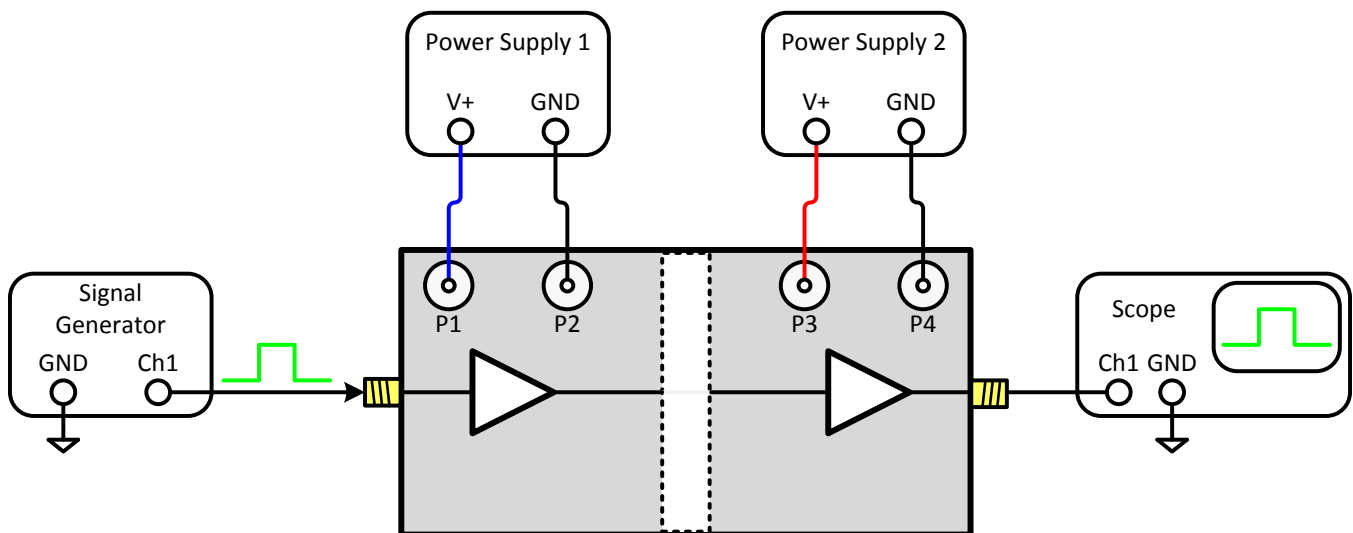 Power Supply 1
V+ GND
Power Supply 2
V+ GND
P1
P2
P3
P4
Signal
Generator
GND
Ch1
Scope
Ch1 GND